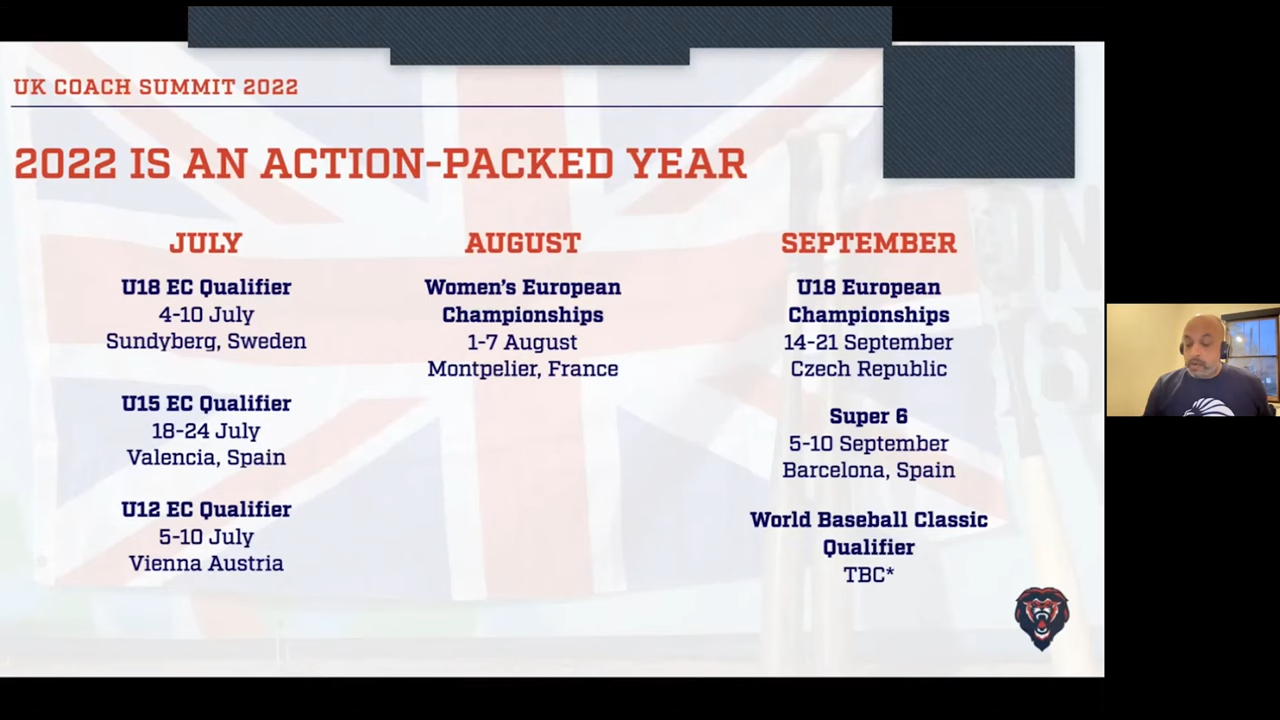 UK COACH SUMMIT 2022
2022 IS AN ACTION-PACKED YEAR
JULY
U18 EC Qualifier
4-10 July
Sundyberg, Sweden
U15 EC Qualifier
18-24 July
Valencia, Spain
U12 EC Qualifier
5-10 July
Vienna Austria
AUGUST
Women's European
Championships
1-7 August
Montpelier, France
SEPTEMBER
U18 European
Championships
14-21 September
Czech Republic
Super 6
5-10 September
Barcelona, Spain
World Baseball Classic
Qualifier
TBC*